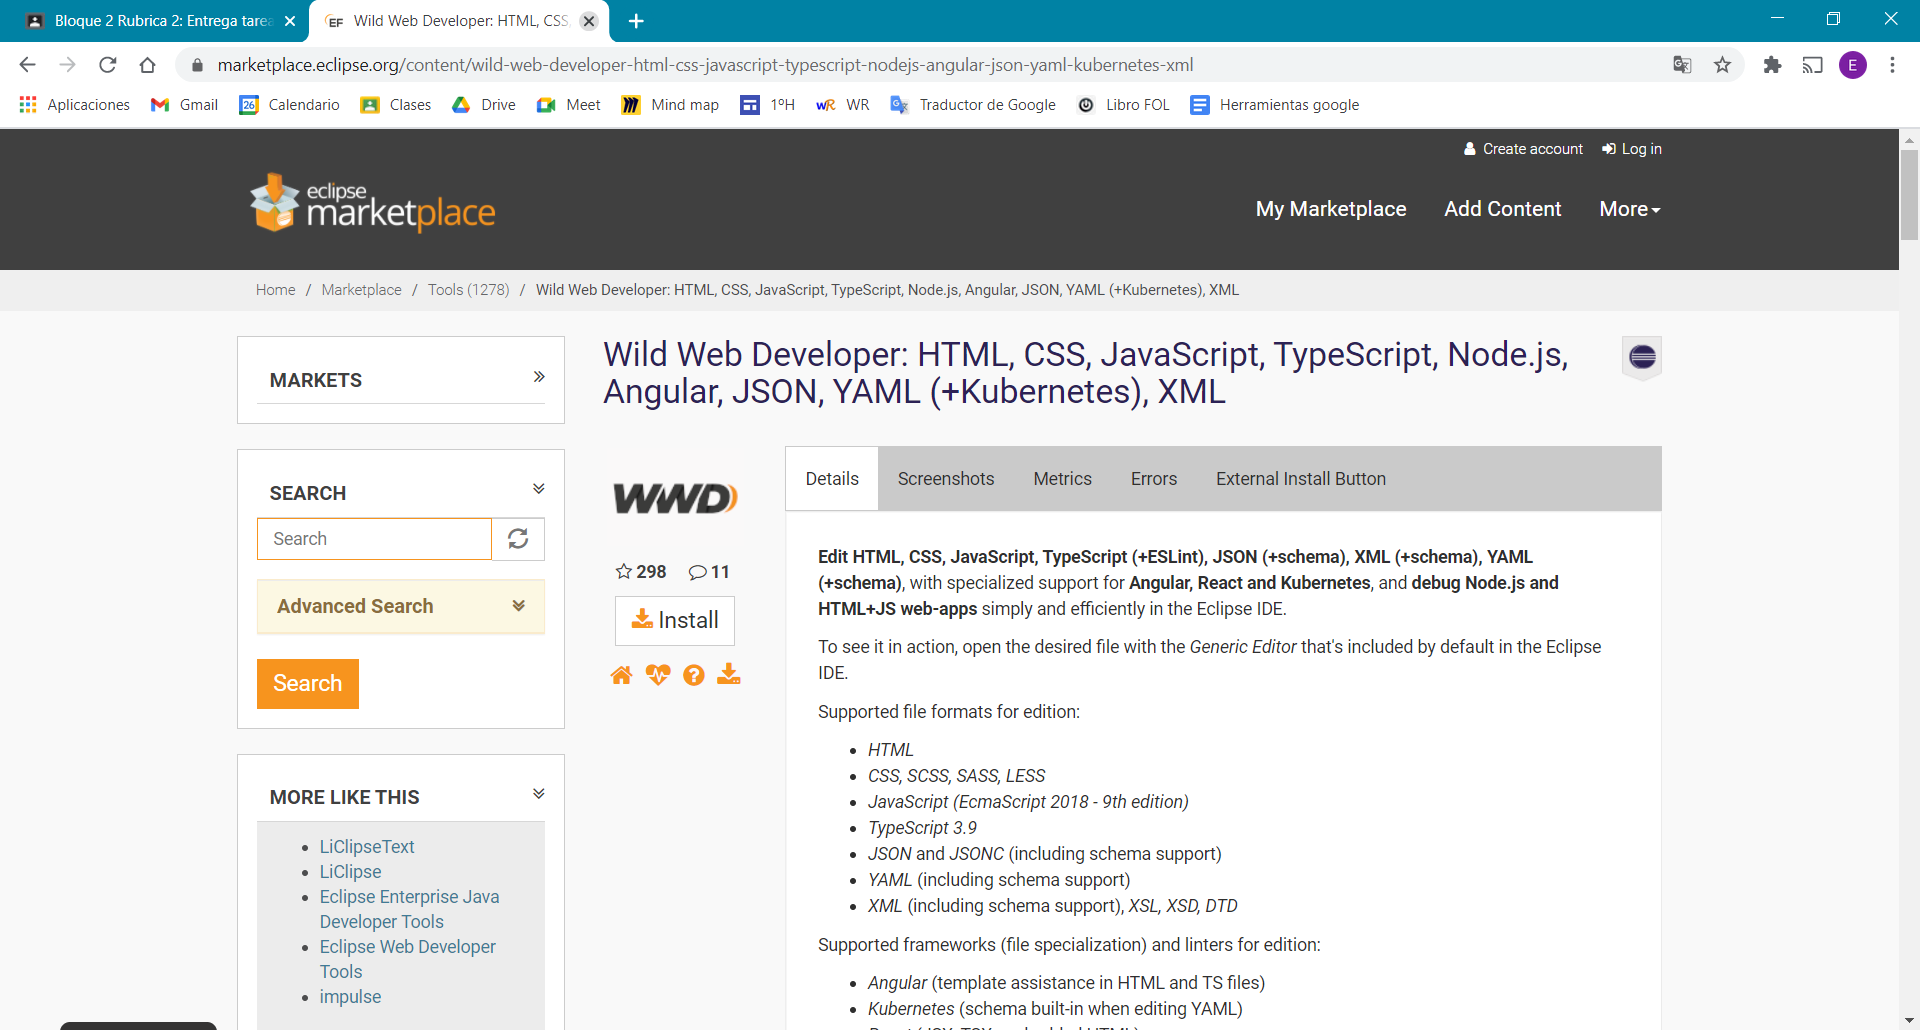 Bloque 2 Rubrica 2: Entrega tarea
EF Wild Web Developer: HTML, CSS,
marketplace.eclipse.org/content/wild-web-developer-html-css-javascript-typescript-nodejs-angular-json-yaml-kubernetes-xml
E
Aplicaciones
Gmail
26 Calendario
Clases
Drive
Meet
Mind map
1ºH
WR WR
Traductor de Google
Libro FOL
Herramientas google
Create account
Log in
eclipse
marketplace
My Marketplace
Add Content
More
Home / Marketplace / Tools (1278) / Wild Web Developer: HTML, CSS, JavaScript, TypeScript, Node.js, Angular, JSON, YAML (+Kubernetes), XML
MARKETS
SEARCH
Search
Advanced Search
Search
MORE LIKE THIS
LiClipseText
LiClipse
Eclipse Enterprise Java
Developer Tools
Eclipse Web Developer
Tools
impulse
Wild Web Developer: HTML, CSS, JavaScript, TypeScript, Node.js,
Angular, JSON, YAML (+Kubernetes), XML
WWD
298 11
Install
Details
Screenshots
Metrics
Errors
External Install Button
Edit HTML, CSS, JavaScript, TypeScript (+ESLint), JSON (+schema), XML (+schema), YAML
(+schema), with specialized support for Angular, React and Kubernetes, and debug Node.js and
HTML+JS web-apps simply and efficiently in the Eclipse IDE.
To see it in action, open the desired file with the Generic Editor that's included by default in the Eclipse
IDE.
Supported file formats for edition:
HTML
CSS, SCSS, SASS, LESS
JavaScript (EcmaScript 2018 - 9th edition)
TypeScript 3.9
JSON and JSONC (including schema support)
YAML (including schema support)
XML (including schema support), XSL, XSD, DTD
Supported frameworks (file specialization) and linters for edition:
Angular (template assistance in HTML and TS files)
Kubernetes (schema built-in when editing YAML)